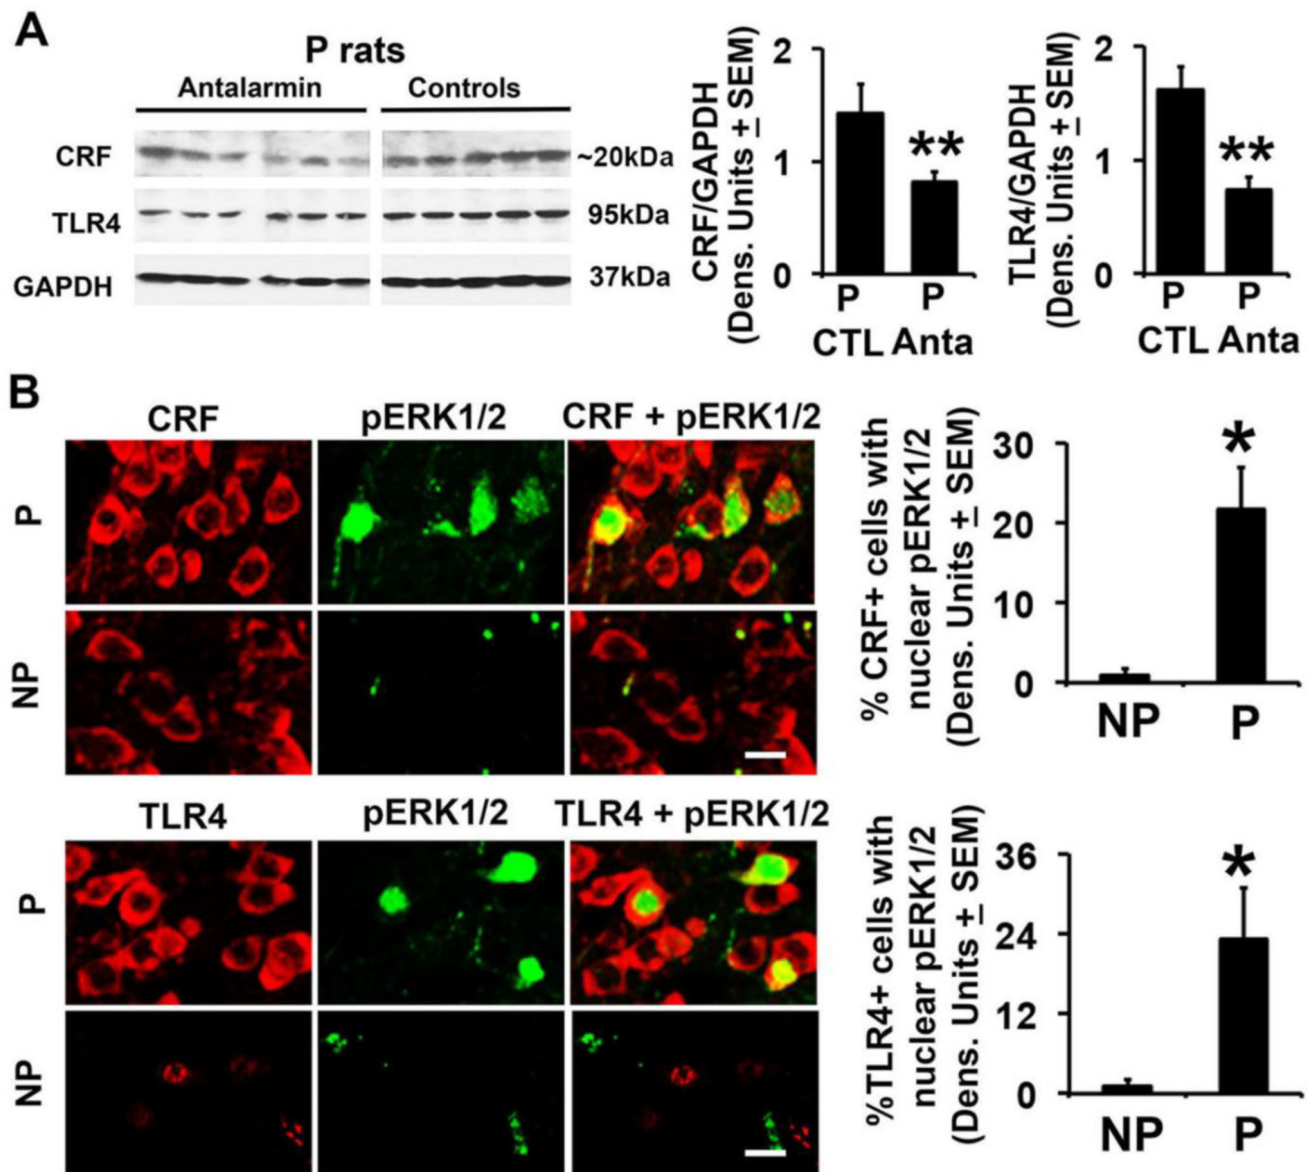 A
P rats
Antalarmin Controls
CRF
~20kDa
TLR4
95kDa
GAPDH
37kDa
CRF/GAPDH
(Dens. Units ± SEM)
2
1
0
**
P P
CTL Anta
TLR4/GAPDH
(Dens. Units ± SEM)
2
1
0
**
P P
CTL Anta
B
CRF pERK1/2 CRF + pERK1/2
P
NP
% CRF+ cells with
nuclear pERK1/2
(Dens. Units ± SEM)
30
20
10
0
*
NP P
TLR4 pERK1/2 TLR4 + pERK1/2
P
NP
%TLR4+ cells with
nuclear pERK1/2
(Dens. Units ± SEM)
36
24
12
0
*
NP P